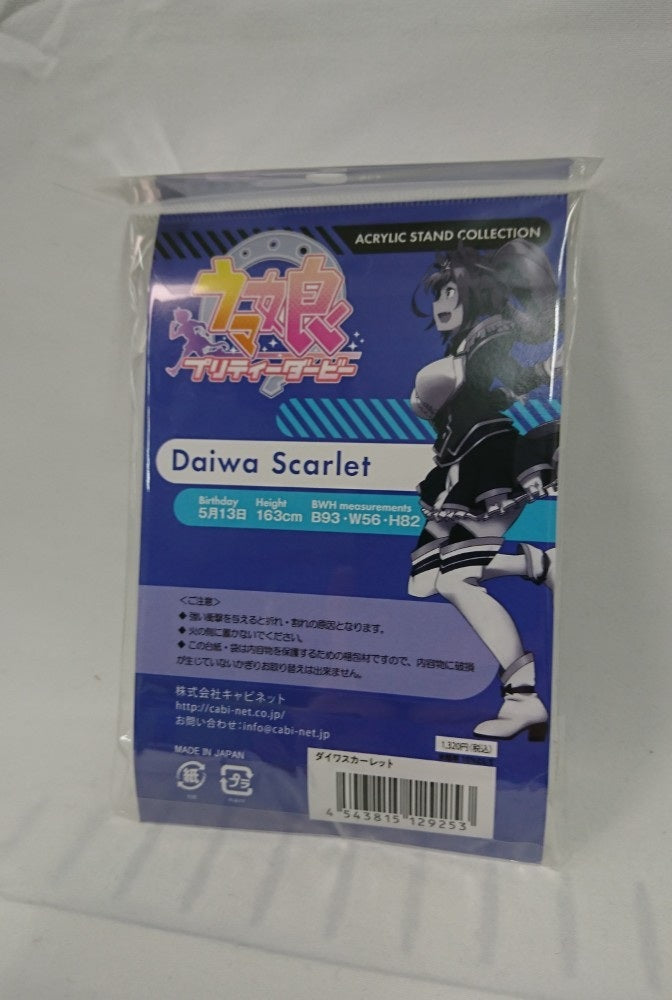 ACRYLIC STAND COLLECTION
ウマ娘
プリティーダービー
Daiwa Scarlet
Birthday Height BWH measurements
5月13日 163cm B93・W56・H82
＜ご注意＞
◆ 強い衝撃を与えると折れ・割れの原因となります。
◆ 火の側に置かないでください。
◆ この台紙・袋は内容物を保護するための梱包材ですので、内容物に破損
が生じていないかぎりお取り替えは出来ません。
株式会社キャビネット
http://cabi-net.co.jp/
お問い合わせ：info@cabi-net.jp
1,320円(税込)
MADE IN JAPAN
紙 プラ
ダイワスカーレット
4 543815 129253